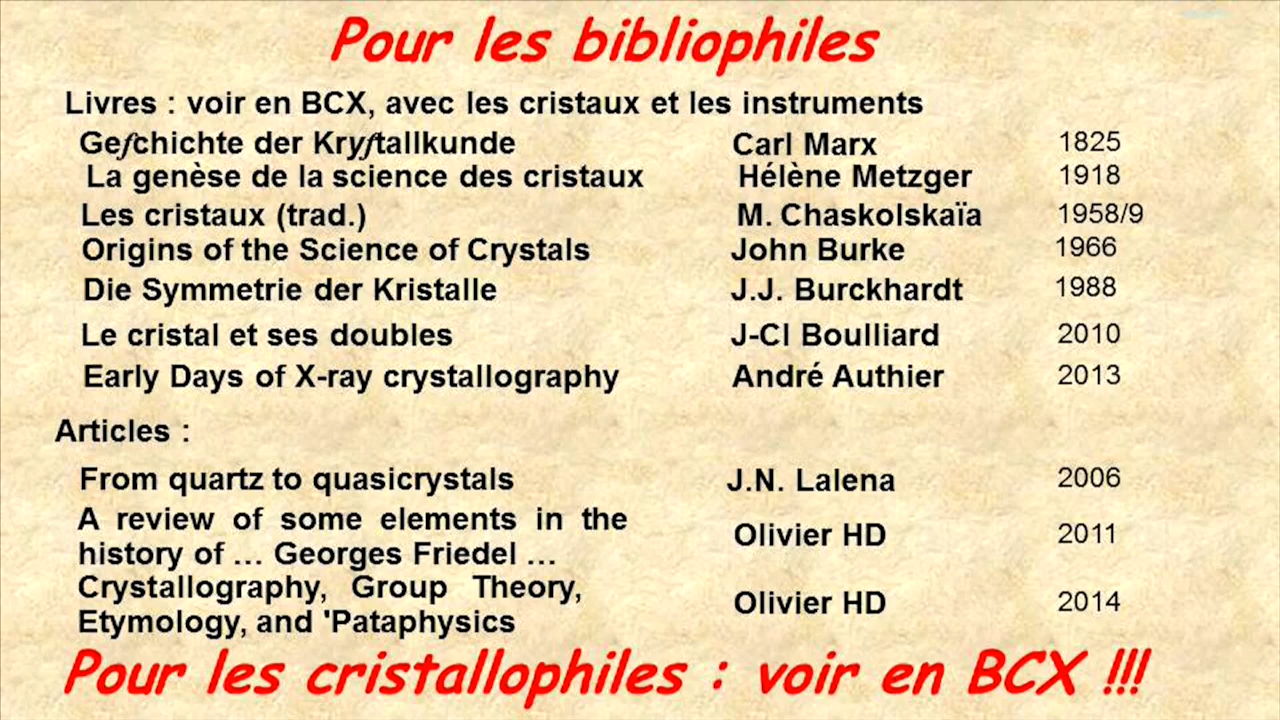 Pour les bibliophiles
Livres : voir en BCX, avec les cristaux et les instruments
Geſchichte der Kryſtallkunde Carl Marx 1825
La genèse de la science des cristaux Hélène Metzger 1918
Les cristaux (trad.) M. Chaskolskaïa 1958/9
Origins of the Science of Crystals John Burke 1966
Die Symmetrie der Kristalle J.J. Burckhardt 1988
Le cristal et ses doubles J-Cl Boulliard 2010
Early Days of X-ray crystallography André Authier 2013
Articles :
From quartz to quasicrystals J.N. Lalena 2006
A review of some elements in the
history of … Georges Friedel … Olivier HD 2011
Crystallography, Group Theory,
Etymology, and 'Pataphysics Olivier HD 2014
Pour les cristallophiles : voir en BCX !!!